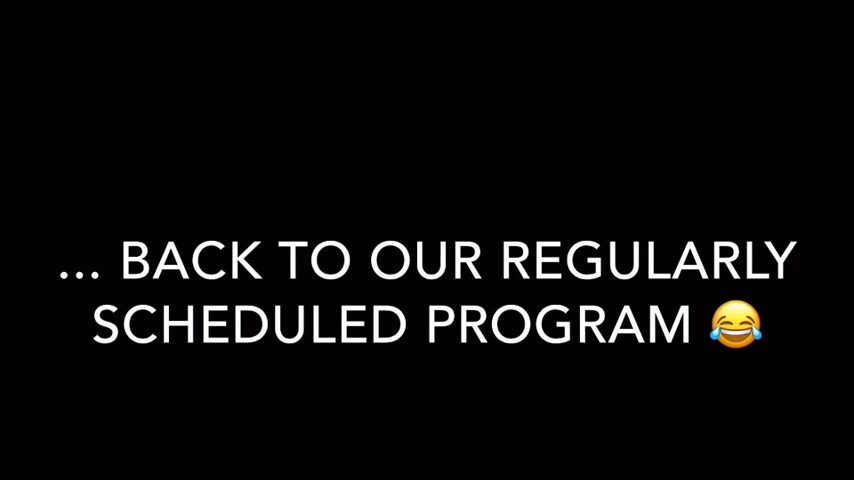 ... BACK TO OUR REGULARLY
SCHEDULED PROGRAM 😂